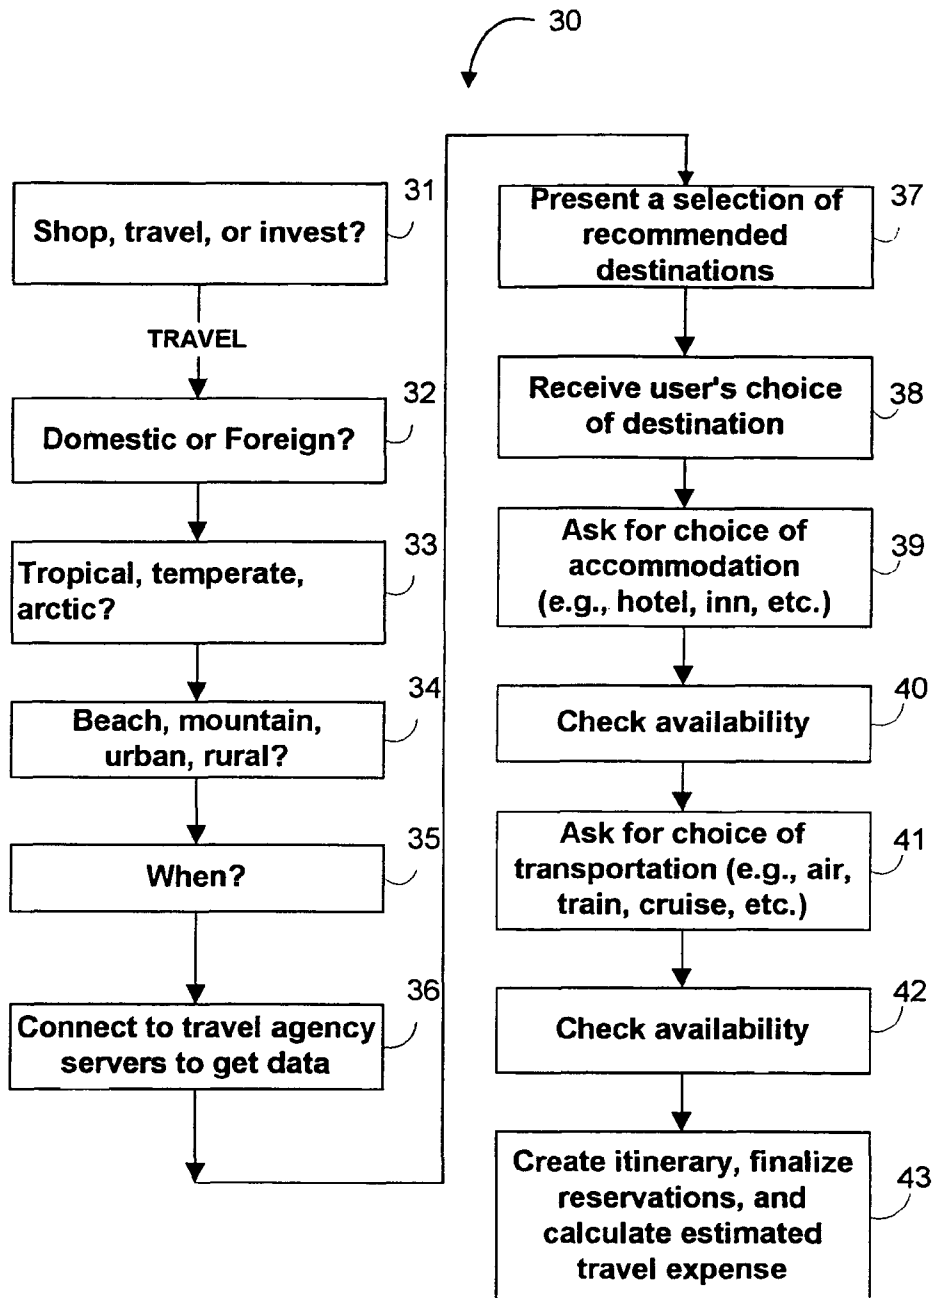 30
31
Shop, travel, or invest?
TRAVEL
32
Domestic or Foreign?
33
Tropical, temperate,
arctic?
34
Beach, mountain,
urban, rural?
35
When?
36
Connect to travel agency
servers to get data
37
Present a selection of
recommended
destinations
38
Receive user's choice
of destination
39
Ask for choice of
accommodation
(e.g., hotel, inn, etc.)
40
Check availability
41
Ask for choice of
transportation (e.g., air,
train, cruise, etc.)
42
Check availability
43
Create itinerary, finalize
reservations, and
calculate estimated
travel expense